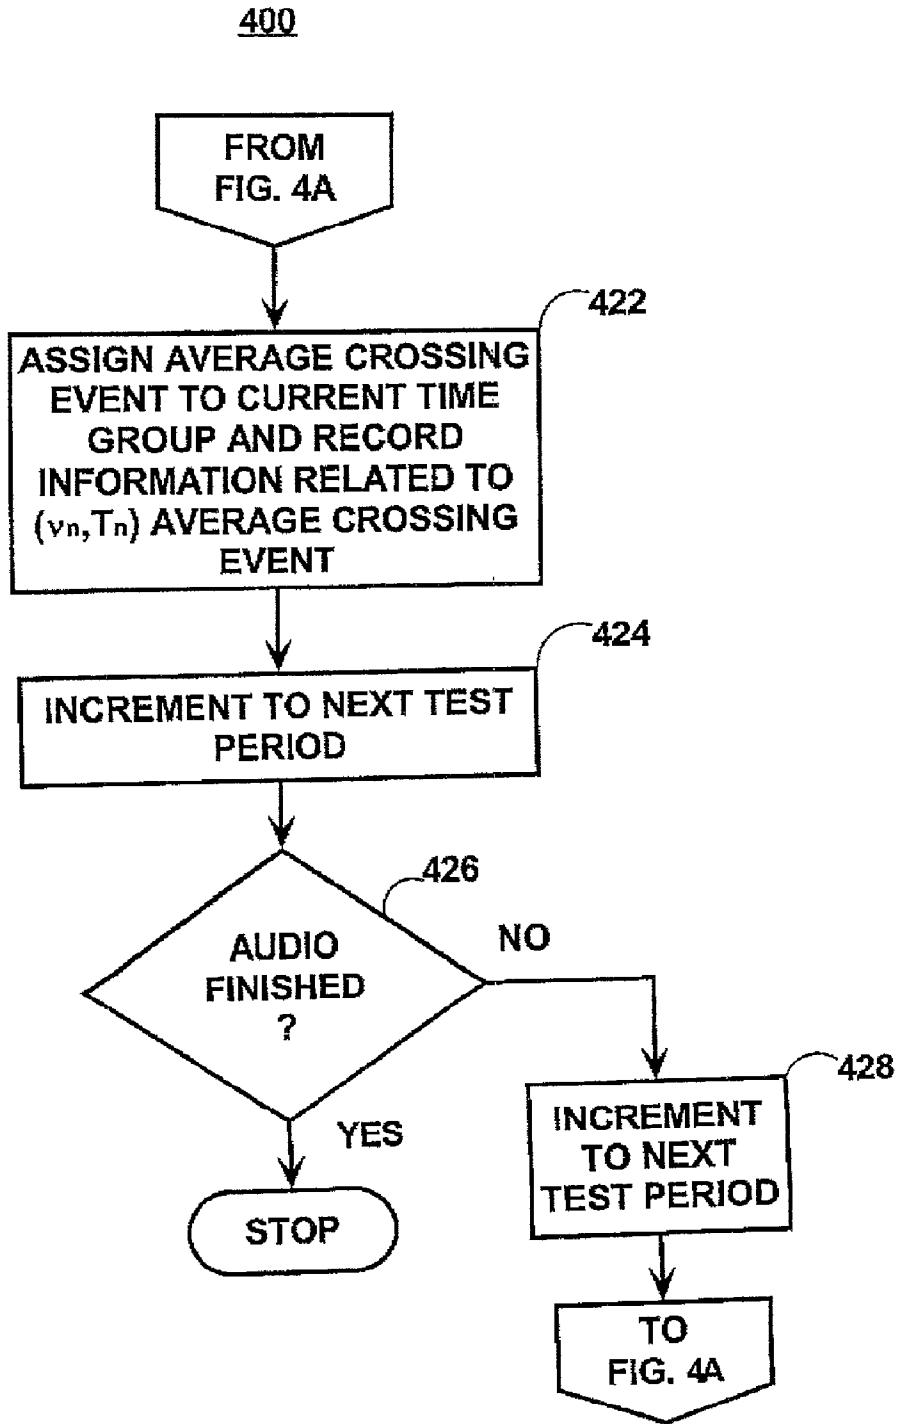 400
FROM
FIG. 4A
422
ASSIGN AVERAGE CROSSING
EVENT TO CURRENT TIME
GROUP AND RECORD
INFORMATION RELATED TO
(νn,Tn) AVERAGE CROSSING
EVENT
424
INCREMENT TO NEXT TEST
PERIOD
426
AUDIO
FINISHED
?
NO
YES
STOP
428
INCREMENT
TO NEXT
TEST PERIOD
TO
FIG. 4A